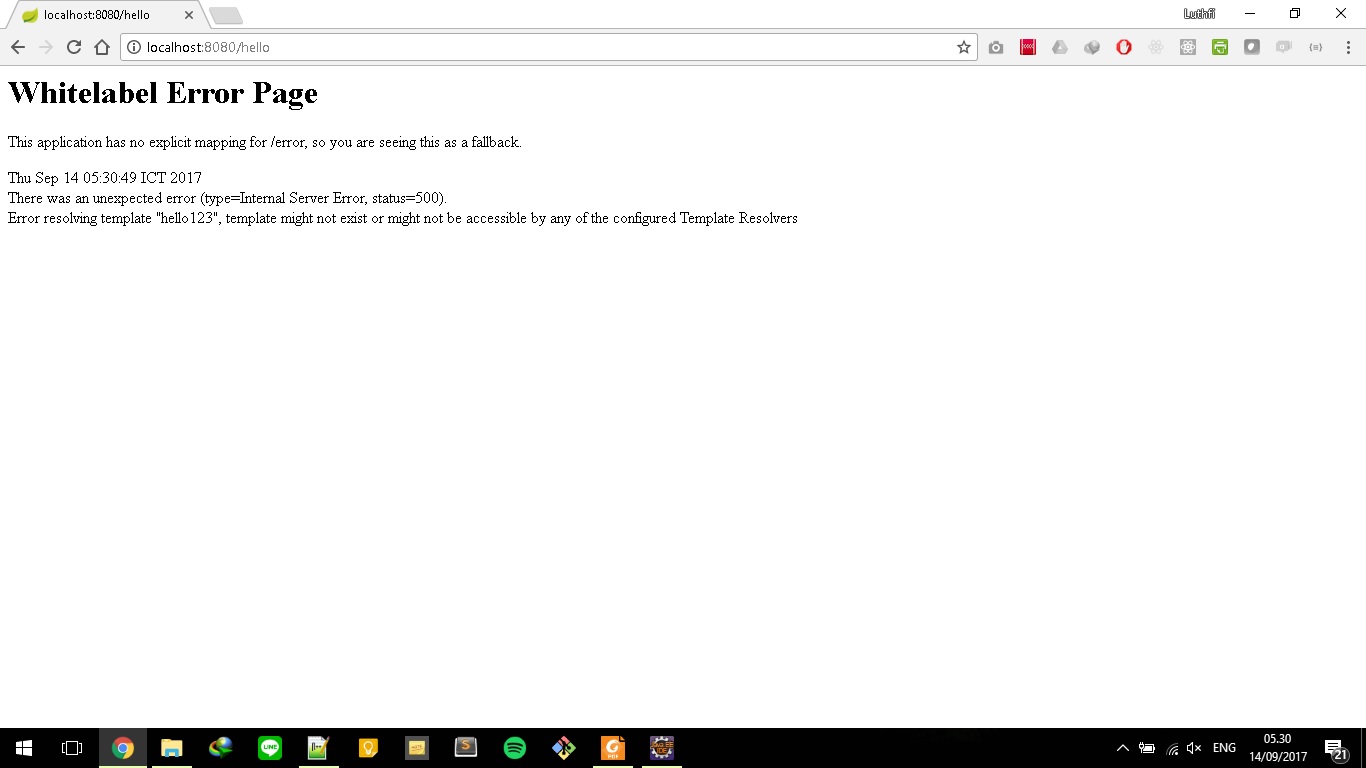 localhost:8080/hello
Luthfi
localhost:8080/hello
Whitelabel Error Page
This application has no explicit mapping for /error, so you are seeing this as a fallback.
Thu Sep 14 05:30:49 ICT 2017
There was an unexpected error (type=Internal Server Error, status=500).
Error resolving template "hello123", template might not exist or might not be accessible by any of the configured Template Resolvers
LINE
S
ENG
05.30
14/09/2017
21